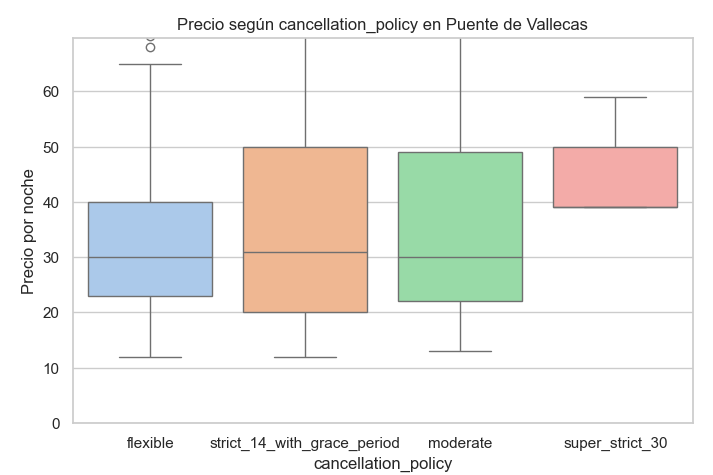 Precio según cancellation_policy en Puente de Vallecas
Precio por noche
60
50
40
30
20
10
0
flexible strict_14_with_grace_period moderate super_strict_30
cancellation_policy